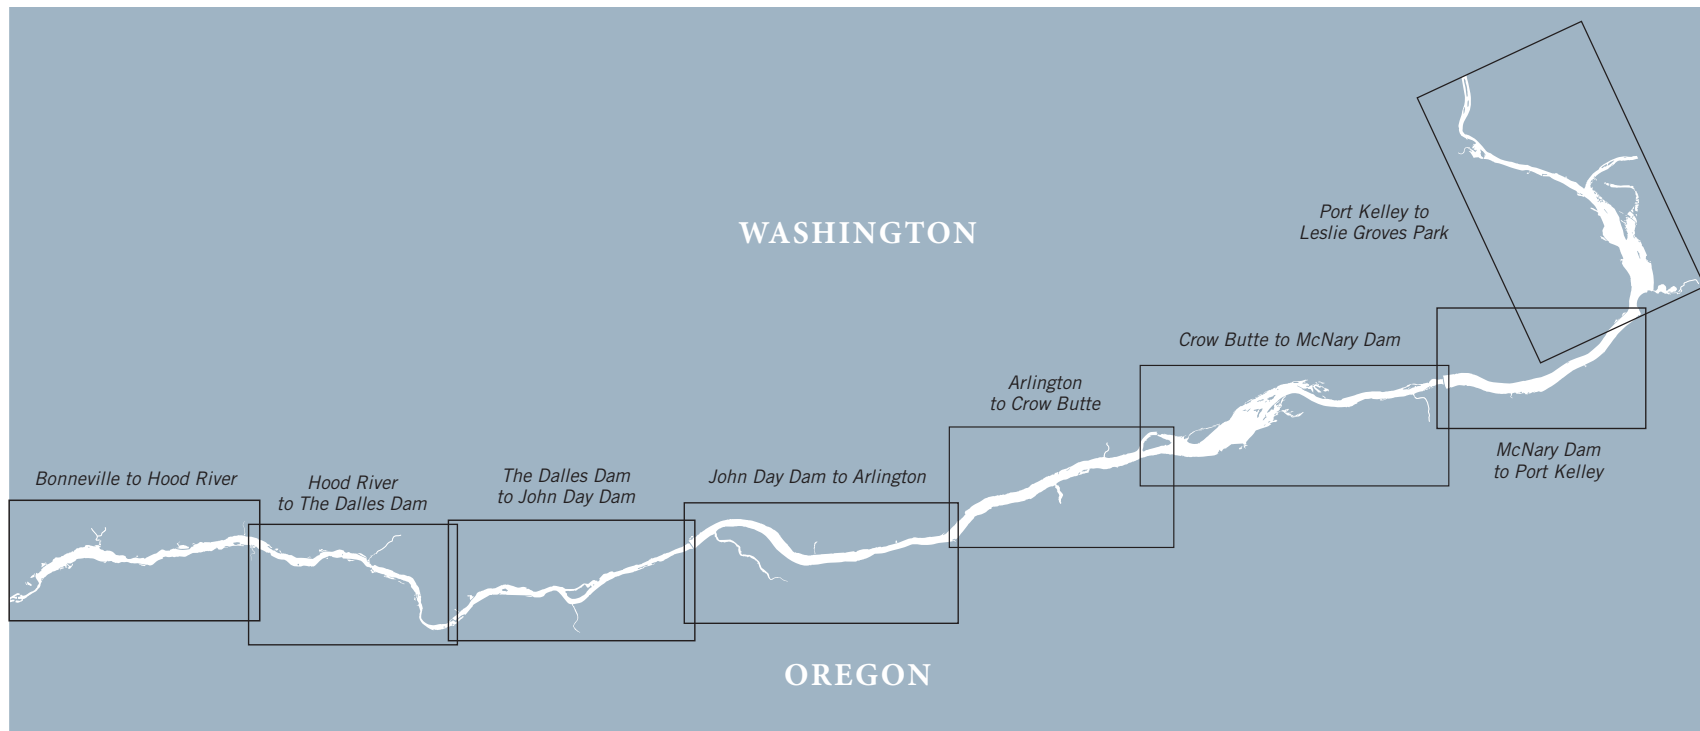 WASHINGTON
Port Kelley to
Leslie Groves Park
Crow Butte to McNary Dam
Arlington
to Crow Butte
McNary Dam
to Port Kelley
Bonneville to Hood River
Hood River
to The Dalles Dam
The Dalles Dam
to John Day Dam
John Day Dam to Arlington
OREGON